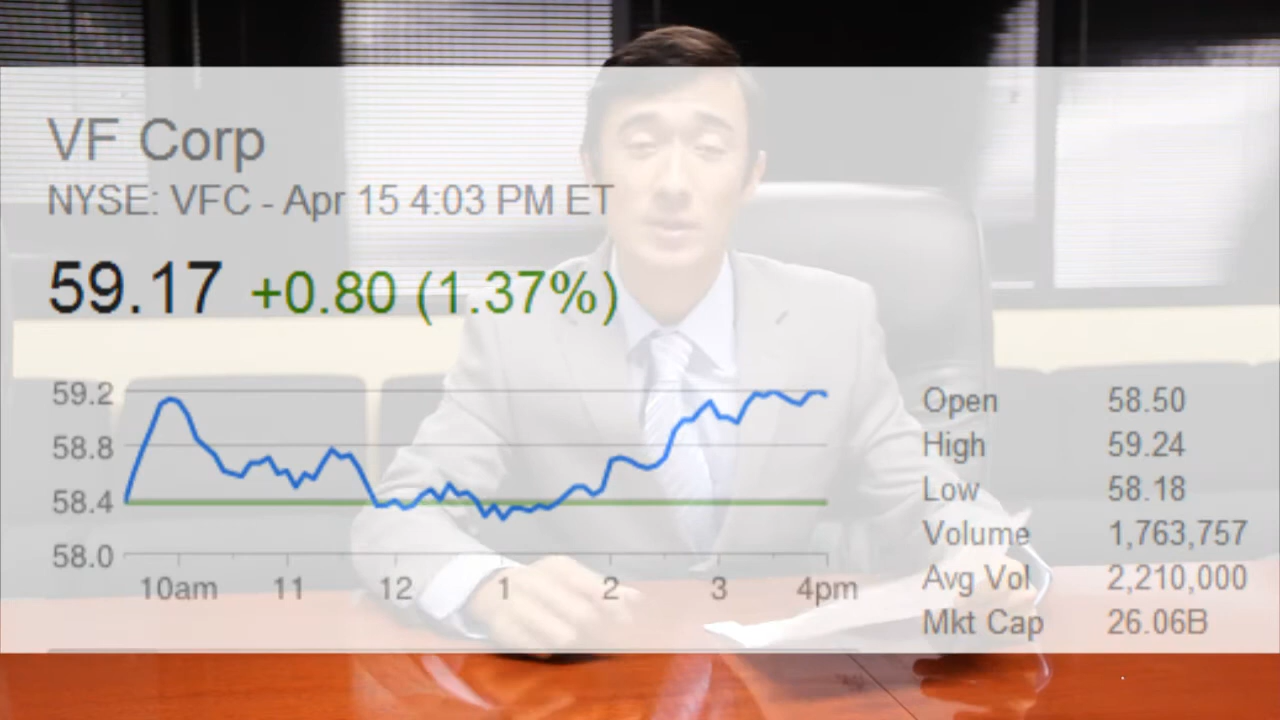 VF Corp
NYSE: VFC - Apr 15 4:03 PM ET
59.17 +0.80 (1.37%)
59.2
58.8
58.4
58.0
10am 11 12 1 2 3 4pm
Open 58.50
High 59.24
Low 58.18
Volume 1,763,757
Avg Vol 2,210,000
Mkt Cap 26.06B